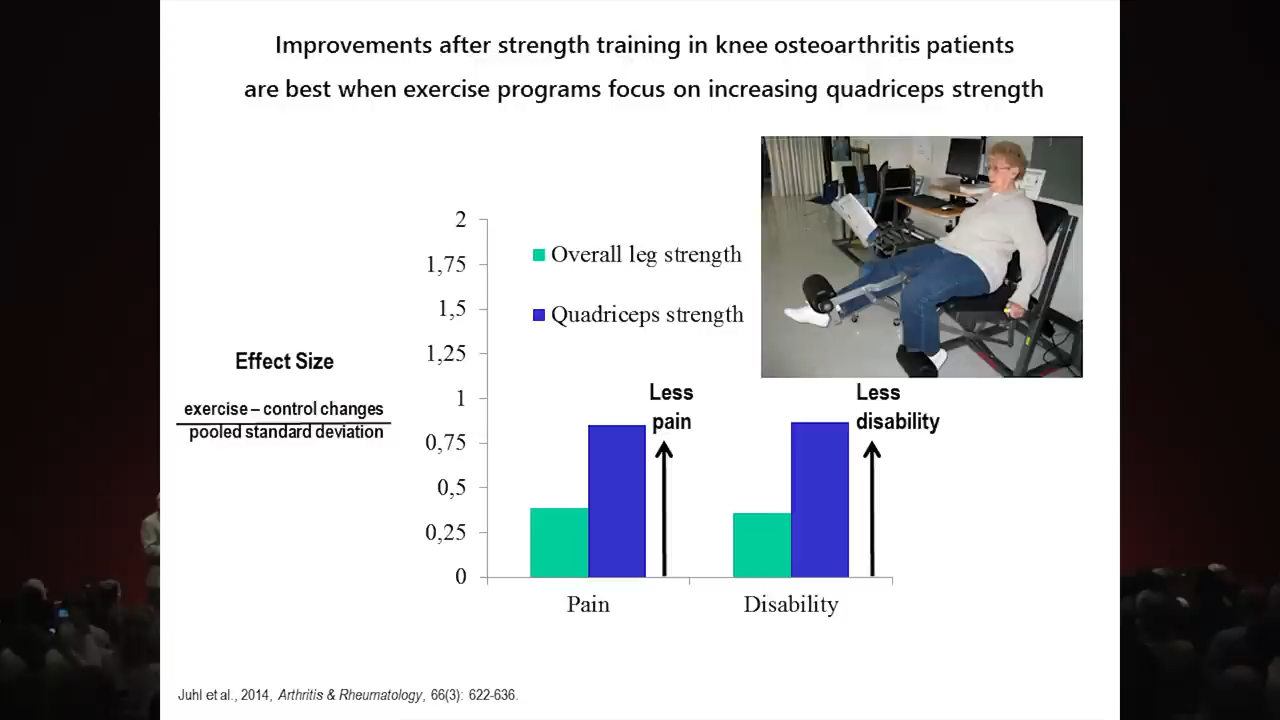 Improvements after strength training in knee osteoarthritis patients
are best when exercise programs focus on increasing quadriceps strength
2
1,75
1,5
1,25
1
0,75
0,5
0,25
0
Overall leg strength
Quadriceps strength
Effect Size
exercise – control changes
pooled standard deviation
Less
pain
Less
disability
Pain
Disability
Juhl et al., 2014, Arthritis & Rheumatology, 66(3): 622-636.